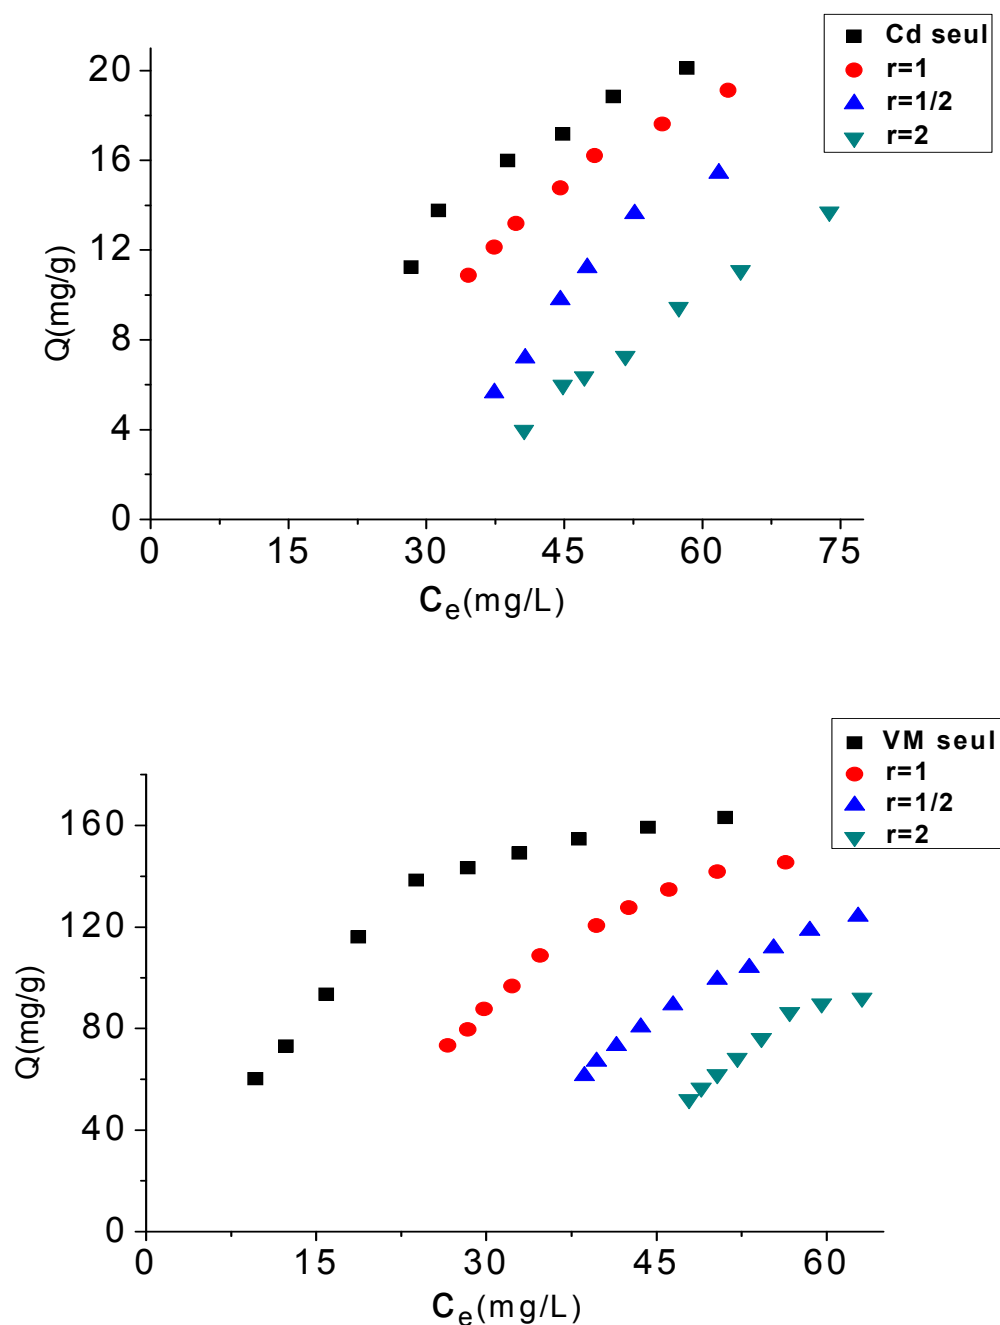 Cd seul
r=1
r=1/2
r=2
20
16
12
8
4
0
Q(mg/g)
0 15 30 45 60 75
Ce(mg/L)
VM seul
r=1
r=1/2
r=2
160
120
80
40
0
Q(mg/g)
0 15 30 45 60
Ce(mg/L)